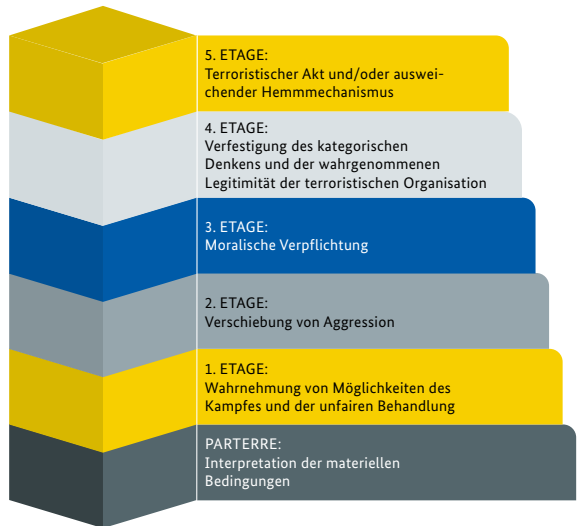 5. ETAGE:
Terroristischer Akt und/oder auswei-
chender Hemmmechanismus
4. ETAGE:
Verfestigung des kategorischen
Denkens und der wahrgenommenen
Legitimität der terroristischen Organisation
3. ETAGE:
Moralische Verpflichtung
2. ETAGE:
Verschiebung von Aggression
1. ETAGE:
Wahrnehmung von Möglichkeiten des
Kampfes und der unfairen Behandlung
PARTERRE:
Interpretation der materiellen
Bedingungen